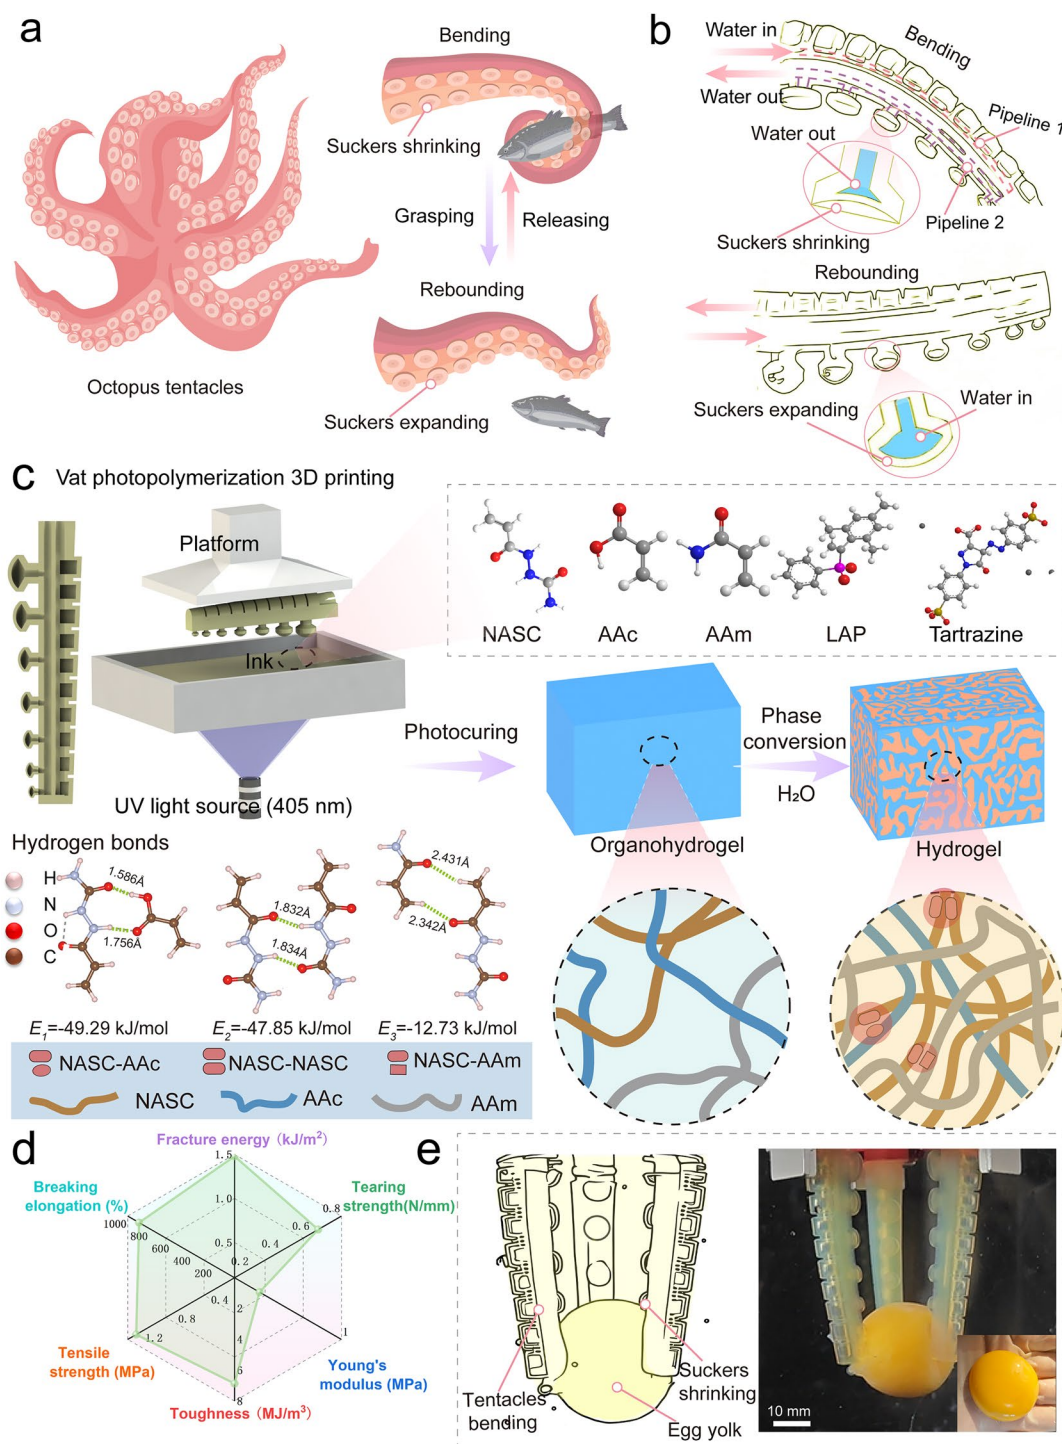 a
Bending
Suckers shrinking
Grasping
Releasing
Rebounding
Suckers expanding
Octopus tentacles
b
Water in
Bending
Water out
Pipeline 1
Water out
Pipeline 2
Suckers shrinking
Rebounding
Suckers expanding
Water in
c
Vat photopolymerization 3D printing
Platform
Ink
UV light source (405 nm)
NASC
AAc
AAm
LAP
Tartrazine
Photocuring
Phase
conversion
H₂O
Organohydrogel
Hydrogel
Hydrogen bonds
H
N
O
C
1.586Å
1.756Å
1.832Å
1.834Å
2.431Å
2.342Å
E₁=-49.29 kJ/mol
E₂=-47.85 kJ/mol
E₃=-12.73 kJ/mol
NASC-AAc
NASC-NASC
NASC-AAm
NASC
AAc
AAm
d
Fracture energy (kJ/m²)
1.5
1.0
0.5
Tearing
strength(N/mm)
0.8
0.6
0.4
0.2
Young's
modulus (MPa)
1
Toughness (MJ/m³)
2
4
6
8
Tensile
strength (MPa)
0.4
0.8
1.2
Breaking
elongation (%)
1000
800
600
400
200
e
Tentacles
bending
Suckers
shrinking
Egg yolk
10 mm